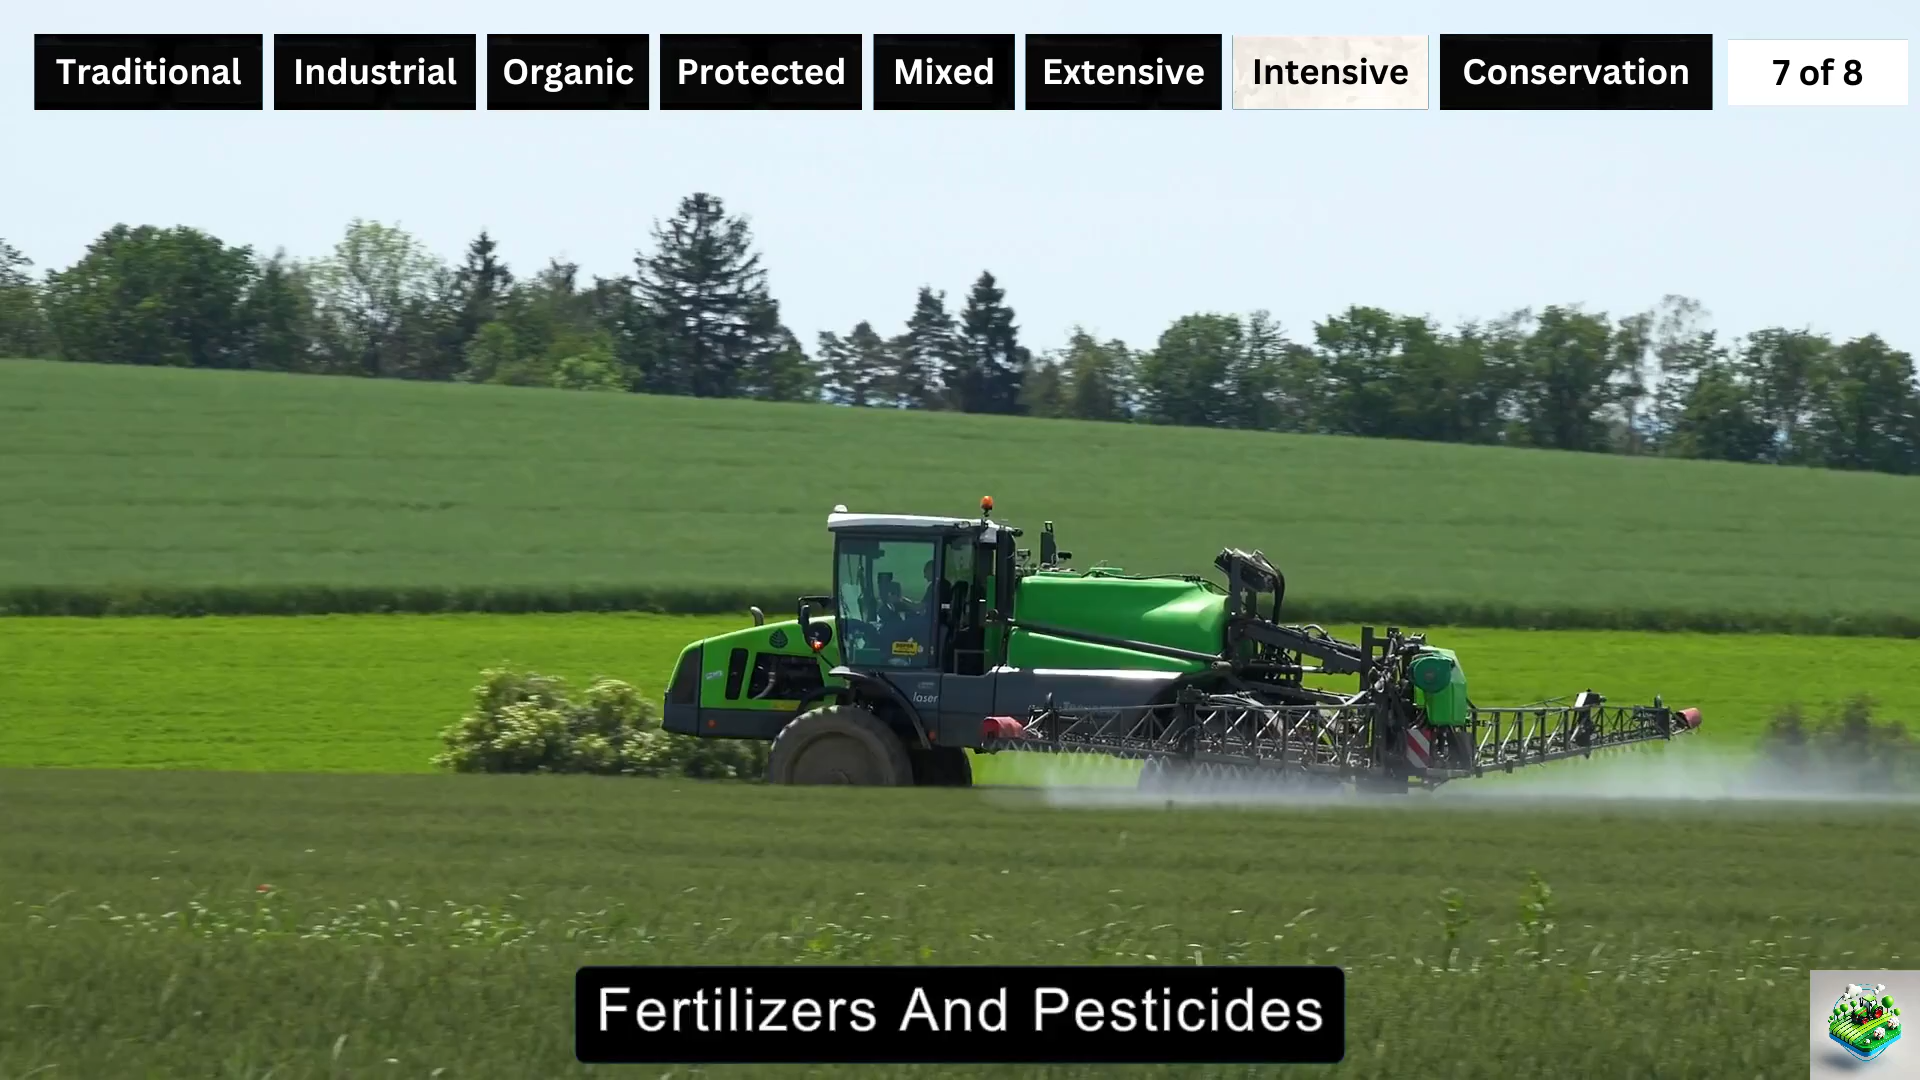 Traditional
Industrial
Organic
Protected
Mixed
Extensive
Intensive
Conservation
7 of 8
laser
Fertilizers And Pesticides